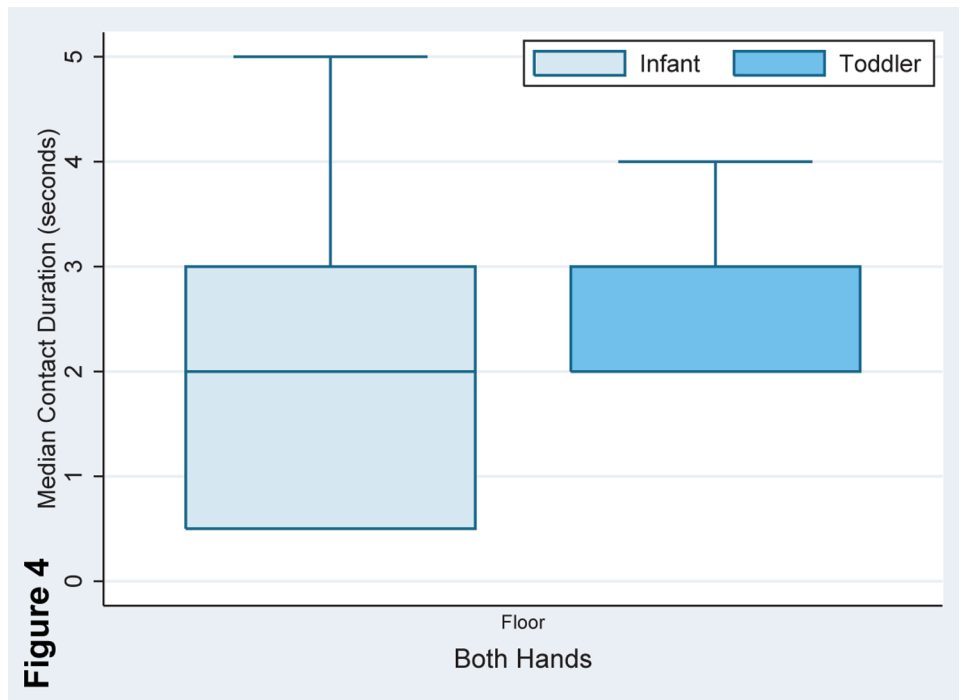 Infant
Toddler
Median Contact Duration (seconds)
5
4
3
2
1
0
Floor
Both Hands
Figure 4